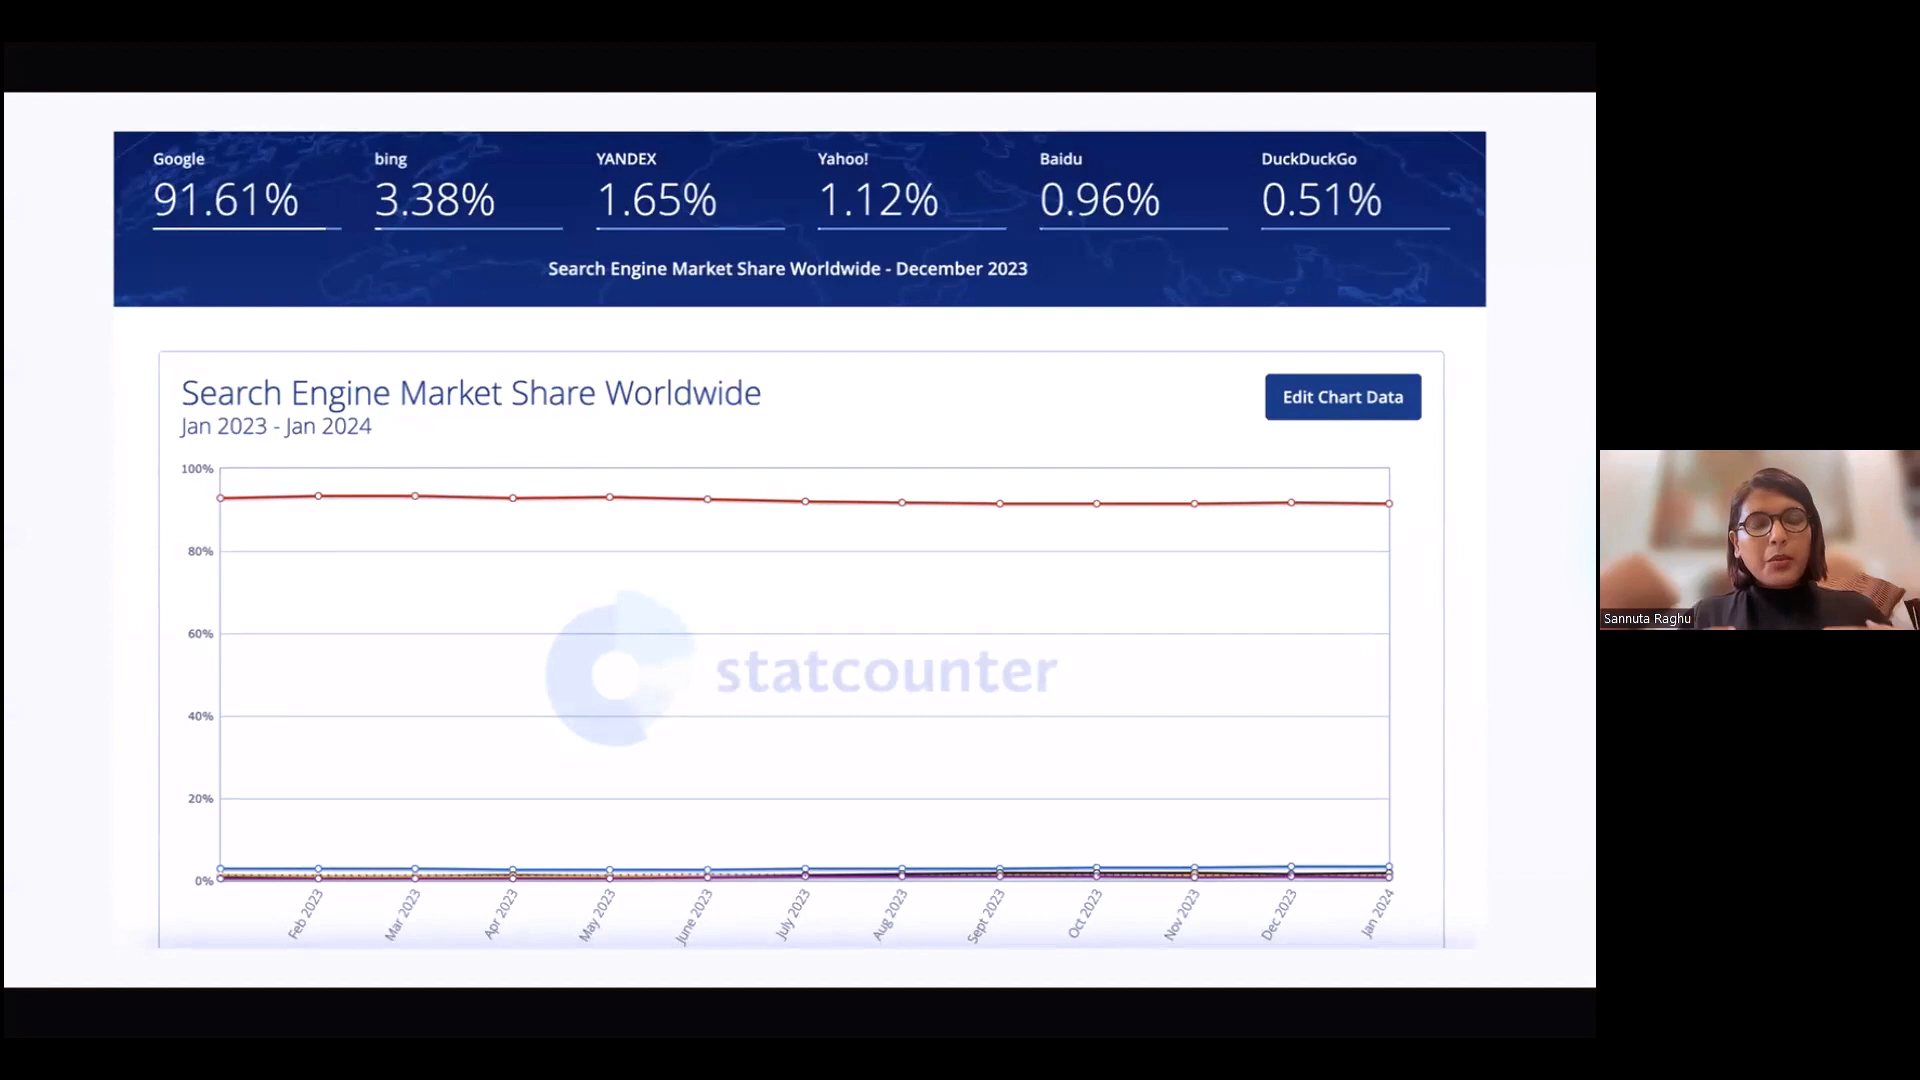 Google bing YANDEX Yahoo! Baidu DuckDuckGo
91.61% 3.38% 1.65% 1.12% 0.96% 0.51%
Search Engine Market Share Worldwide - December 2023
Search Engine Market Share Worldwide
Jan 2023 - Jan 2024
Edit Chart Data
100%
80%
60%
statcounter
40%
20%
0%
Feb 2023 Mar 2023 Apr 2023 May 2023 June 2023 July 2023 Aug 2023 Sept 2023 Oct 2023 Nov 2023 Dec 2023 Jan 2024
Sannuta Raghu